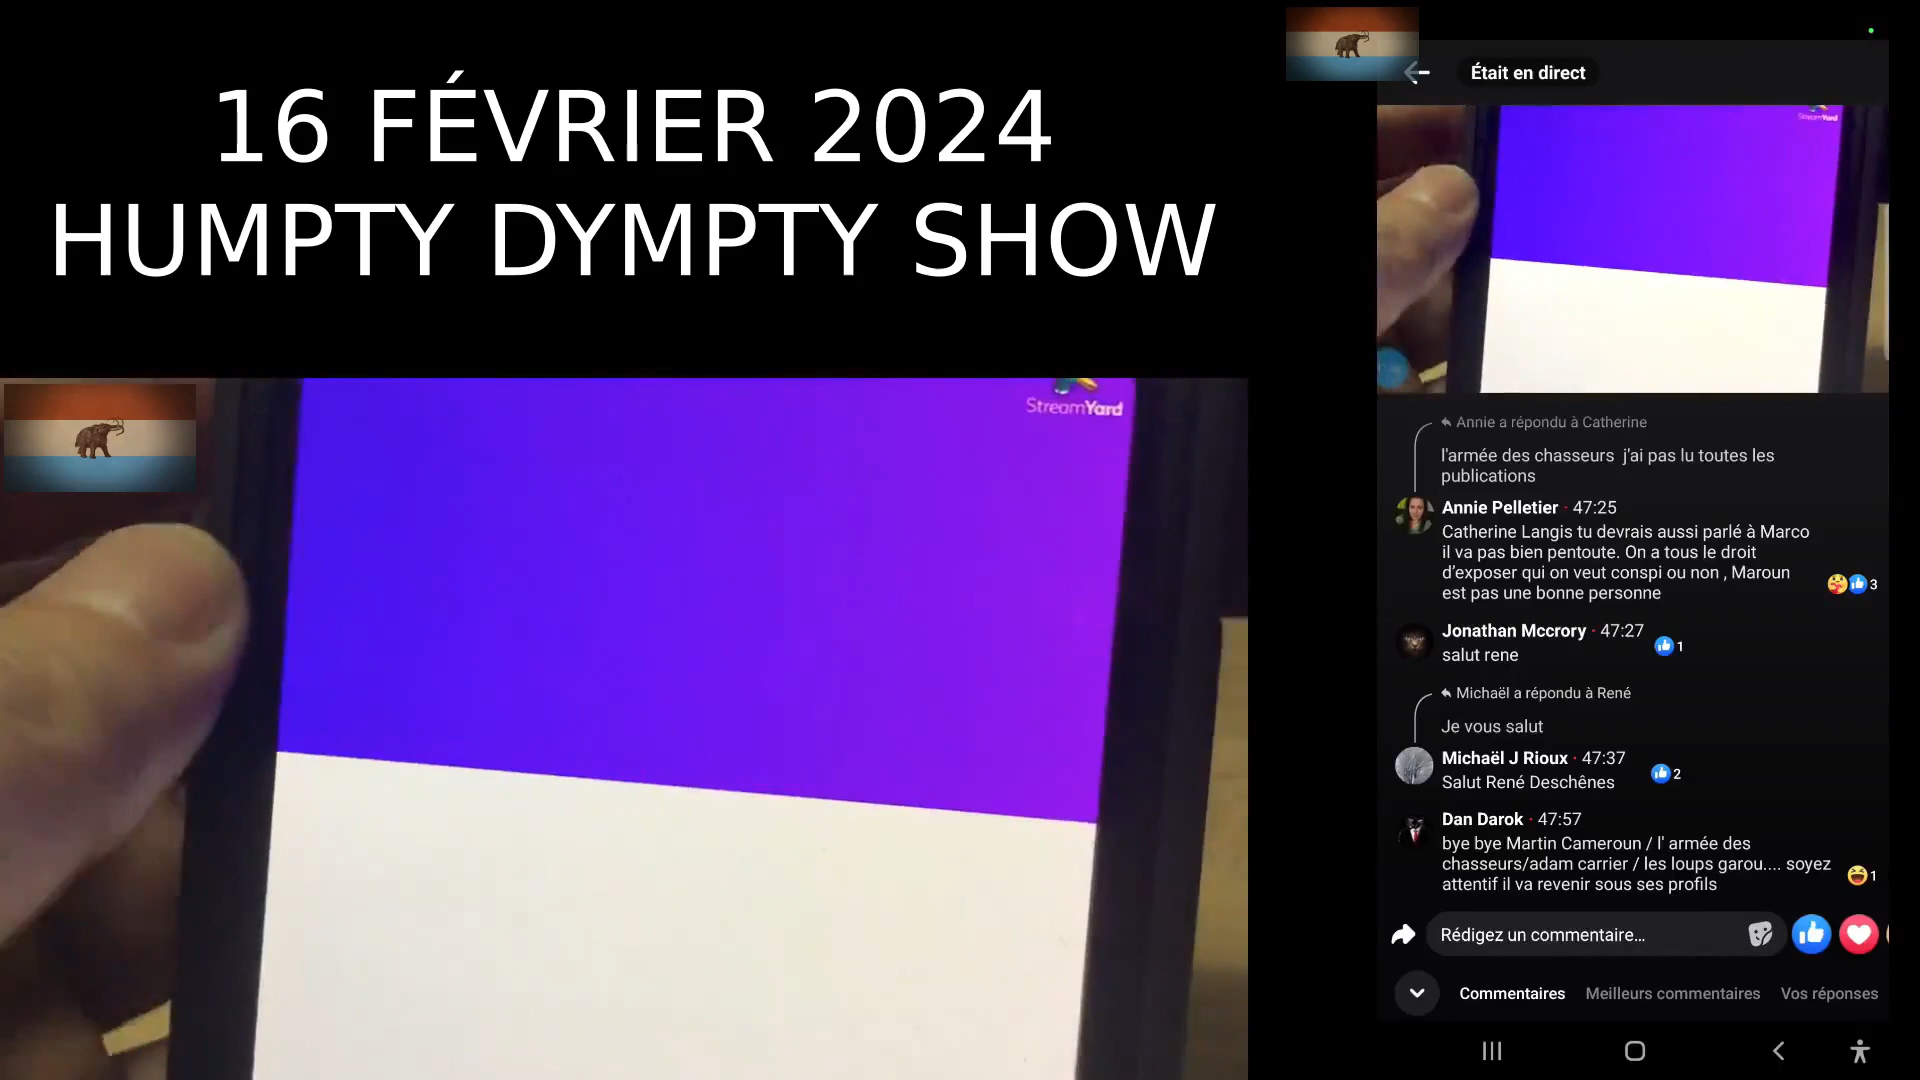 16 FÉVRIER 2024
HUMPTY DYMPTY SHOW
StreamYard
Était en direct
StreamYard
Annie a répondu à Catherine
l'armée des chasseurs j'ai pas lu toutes les
publications
Annie Pelletier · 47:25
Catherine Langis tu devrais aussi parlé à Marco
il va pas bien pentoute. On a tous le droit
d'exposer qui on veut conspi ou non , Maroun
est pas une bonne personne
3
Jonathan Mccrory · 47:27
1
salut rene
Michaël a répondu à René
Je vous salut
Michaël J Rioux · 47:37
2
Salut René Deschênes
Dan Darok · 47:57
bye bye Martin Cameroun / l' armée des
chasseurs/adam carrier / les loups garou.... soyez
attentif il va revenir sous ses profils
1
Rédigez un commentaire...
Commentaires Meilleurs commentaires Vos réponses